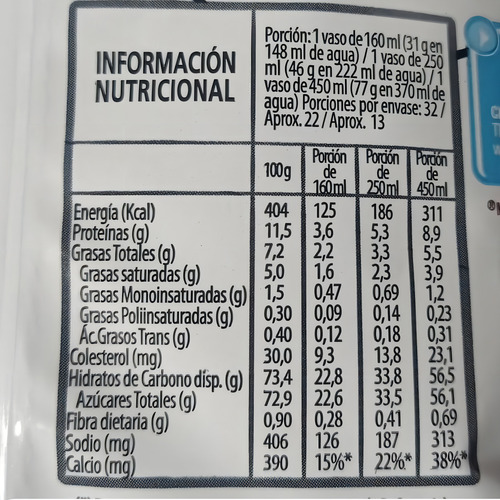 INFORMACIÓN
NUTRICIONAL
Porción: 1 vaso de 160 ml (31 g en
148 ml de agua) / 1 vaso de 250
ml (46 g en 222 ml de agua) / 1
vaso de 450 ml (77 g en 370 ml de
agua) Porciones por envase: 32 /
Aprox. 22 / Aprox. 13
100g Porción de 160ml Porción de 250ml Porción de 450ml
Energía (Kcal) 404 125 186 311
Proteínas (g) 11,5 3,6 5,3 8,9
Grasas Totales (g) 7,2 2,2 3,3 5,5
Grasas saturadas (g) 5,0 1,6 2,3 3,9
Grasas Monoinsaturadas (g) 1,5 0,47 0,69 1,2
Grasas Poliinsaturadas (g) 0,30 0,09 0,14 0,23
Ác.Grasos Trans (g) 0,40 0,12 0,18 0,31
Colesterol (mg) 30,0 9,3 13,8 23,1
Hidratos de Carbono disp. (g) 73,4 22,8 33,8 56,5
Azúcares Totales (g) 72,9 22,6 33,5 56,1
Fibra dietaria (g) 0,90 0,28 0,41 0,69
Sodio (mg) 406 126 187 313
Calcio (mg) 390 15%* 22%* 38%*